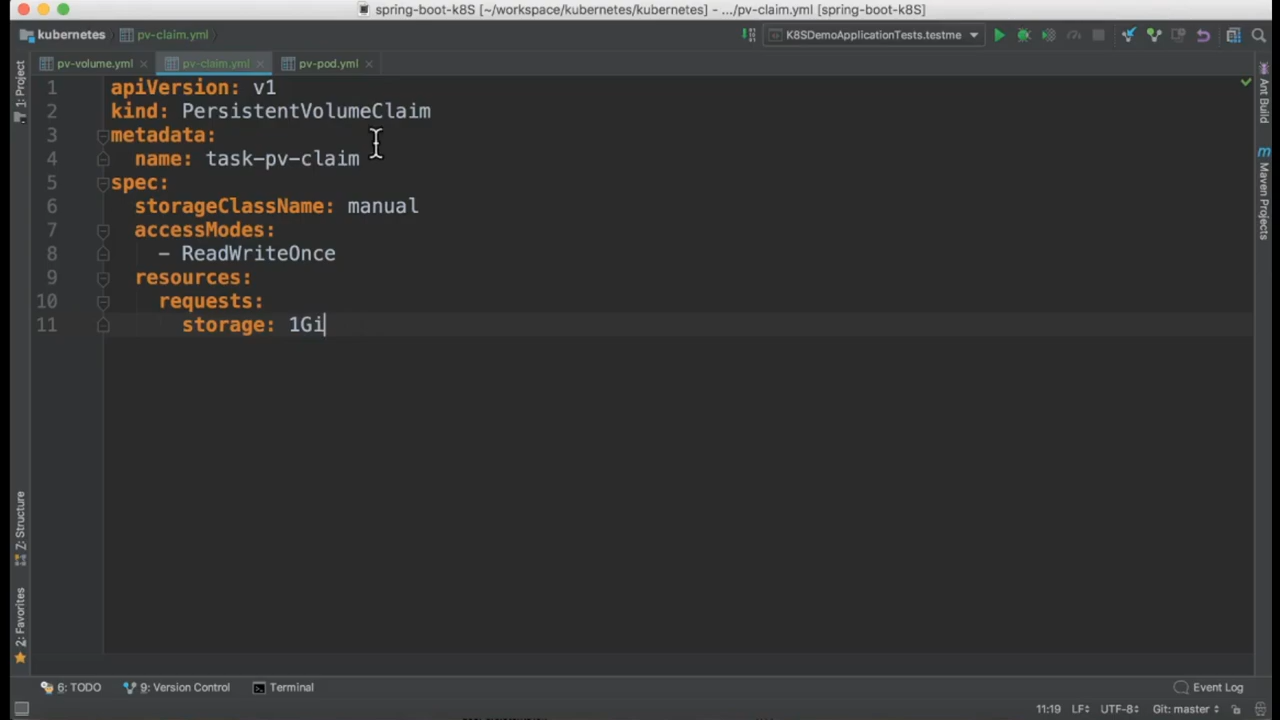 spring-boot-k8S [~/workspace/kubernetes/kubernetes] - .../pv-claim.yml [spring-boot-k8S]
kubernetes pv-claim.yml K8SDemoApplicationTests.testme
pv-volume.yml pv-claim.yml pv-pod.yml
1 apiVersion: v1
2 kind: PersistentVolumeClaim
3 metadata:
4 name: task-pv-claim
5 spec:
6 storageClassName: manual
7 accessModes:
8 - ReadWriteOnce
9 resources:
10 requests:
11 storage: 1Gi
1: Project
Z: Structure
2: Favorites
Ant Build
Maven Projects
6: TODO 9: Version Control Terminal Event Log
11:19 LF UTF-8 Git: master